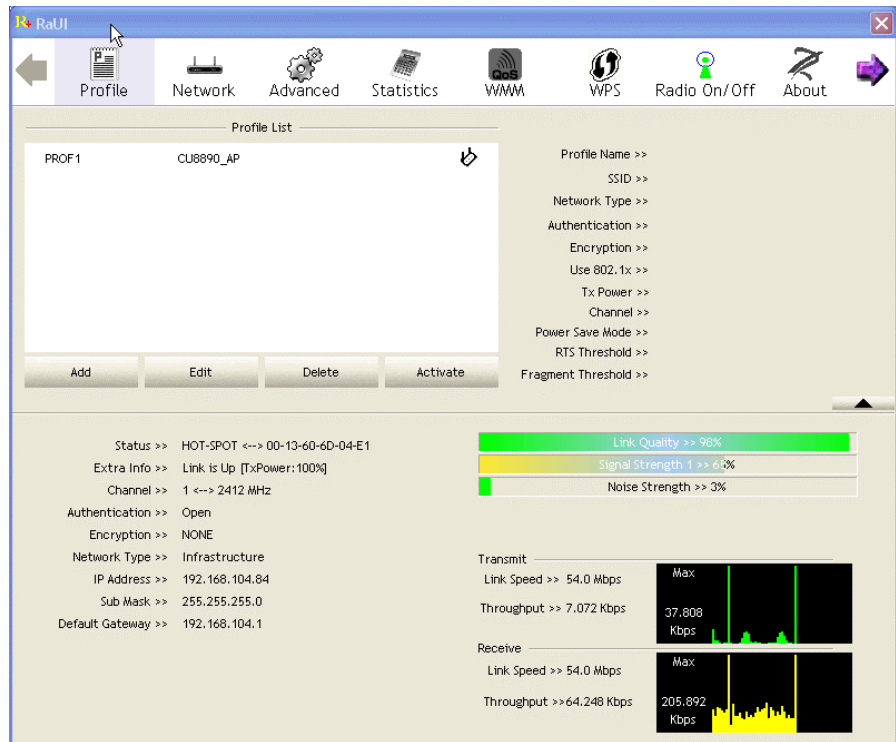 RaUI
Profile
Network
Advanced
Statistics
QoS
WMM
WPS
Radio On/Off
About
Profile List
PROF1 CU8890_AP
Add
Edit
Delete
Activate
Profile Name >>
SSID >>
Network Type >>
Authentication >>
Encryption >>
Use 802.1x >>
Tx Power >>
Channel >>
Power Save Mode >>
RTS Threshold >>
Fragment Threshold >>
Status >> HOT-SPOT <--> 00-13-60-6D-04-E1
Extra Info >> Link is Up [TxPower:100%]
Channel >> 1 <--> 2412 MHz
Authentication >> Open
Encryption >> NONE
Network Type >> Infrastructure
IP Address >> 192.168.104.84
Sub Mask >> 255.255.255.0
Default Gateway >> 192.168.104.1
Link Quality >> 98%
Signal Strength 1 >>
Noise Strength >> 3%
Transmit
Link Speed >> 54.0 Mbps
Throughput >> 7.072 Kbps
Max
37.808
Kbps
Receive
Link Speed >> 54.0 Mbps
Throughput >>64.248 Kbps
Max
205.892
Kbps